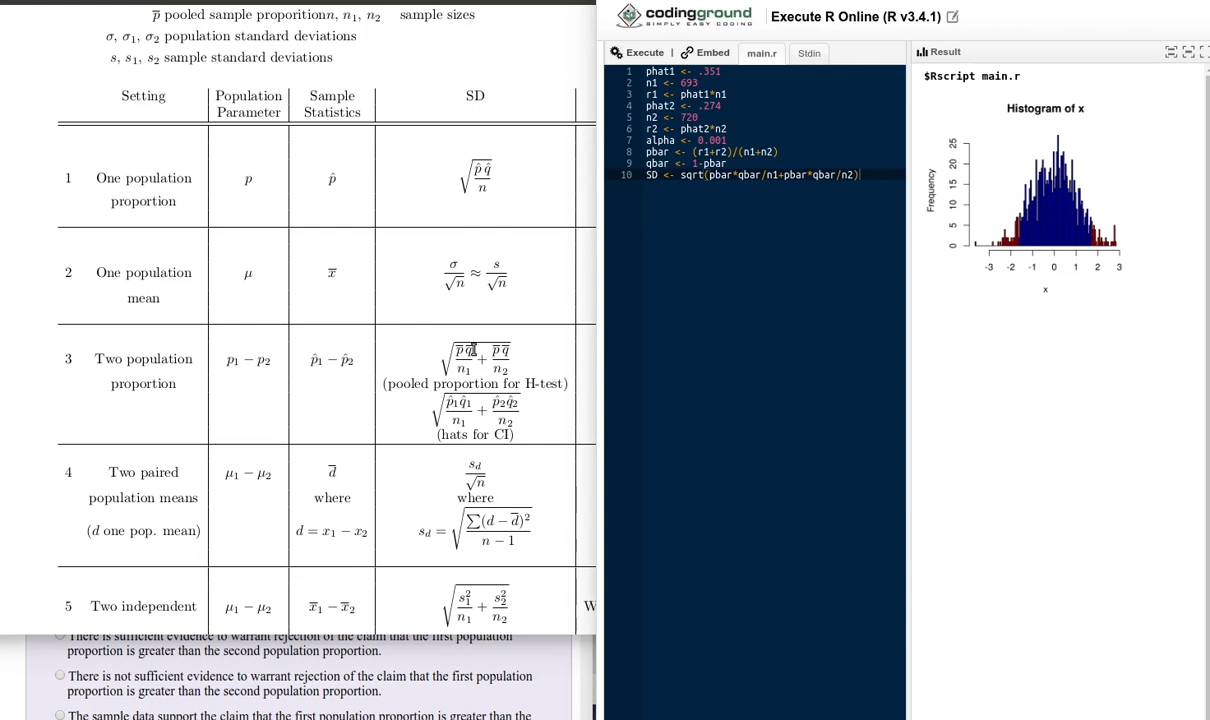 p̅ pooled sample proporitionn, n₁, n₂ sample sizes
σ, σ₁, σ₂ population standard deviations
s, s₁, s₂ sample standard deviations
Setting Population Parameter Sample Statistics SD
1 One population proportion p p̂ √(p̂ q̂ / n)
2 One population mean μ x̅ σ/√n ≈ s/√n
3 Two population proportion p₁ − p₂ p̂₁ − p̂₂ √(p̅ q̅ / n₁ + p̅ q̅ / n₂)
(pooled proportion for H-test)
√(p̂₁q̂₁ / n₁ + p̂₂q̂₂ / n₂)
(hats for CI)
4 Two paired population means (d one pop. mean) μ₁ − μ₂ d̅ where d = x₁ − x₂ s_d/√n where s_d = √(∑(d − d̅)² / n − 1)
5 Two independent μ₁ − μ₂ x̅₁ − x̅₂ √(s₁²/n₁ + s₂²/n₂) W
There is sufficient evidence to warrant rejection of the claim that the first population
proportion is greater than the second population proportion.
There is not sufficient evidence to warrant rejection of the claim that the first population
proportion is greater than the second population proportion.
The sample data support the claim that the first population proportion is greater than the
codingground
SIMPLY EASY CODING
Execute R Online (R v3.4.1)
Execute | Embed main.r Stdin
1 phat1 <- .351
2 n1 <- 693
3 r1 <- phat1*n1
4 phat2 <- .274
5 n2 <- 720
6 r2 <- phat2*n2
7 alpha <- 0.001
8 pbar <- (r1+r2)/(n1+n2)
9 qbar <- 1-pbar
10 SD <- sqrt(pbar*qbar/n1+pbar*qbar/n2)
Result
$Rscript main.r
Histogram of x
Frequency
25
20
15
10
5
0
-3 -2 -1 0 1 2 3
x